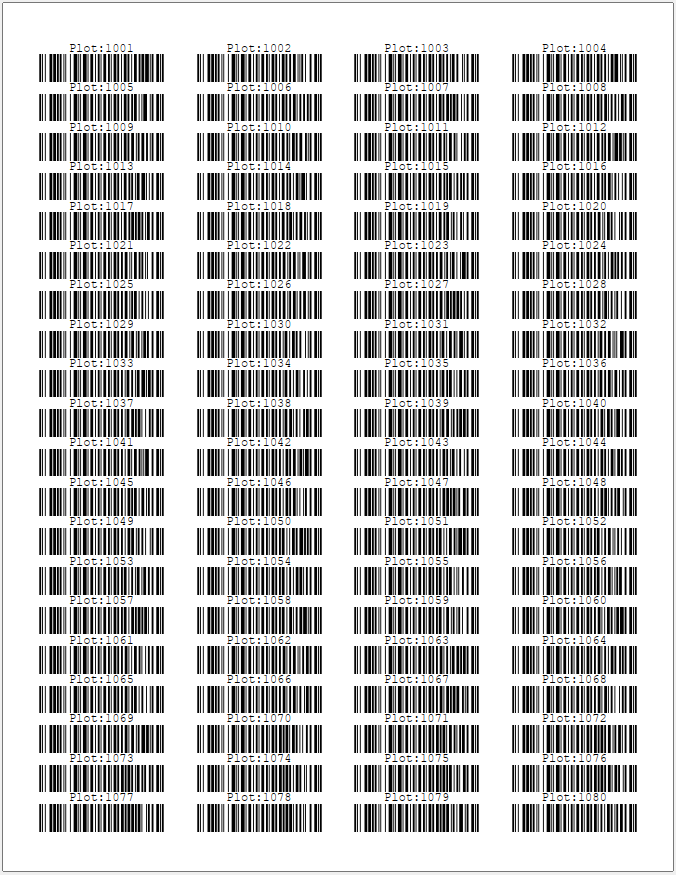 Plot:1001 Plot:1002 Plot:1003 Plot:1004
Plot:1005 Plot:1006 Plot:1007 Plot:1008
Plot:1009 Plot:1010 Plot:1011 Plot:1012
Plot:1013 Plot:1014 Plot:1015 Plot:1016
Plot:1017 Plot:1018 Plot:1019 Plot:1020
Plot:1021 Plot:1022 Plot:1023 Plot:1024
Plot:1025 Plot:1026 Plot:1027 Plot:1028
Plot:1029 Plot:1030 Plot:1031 Plot:1032
Plot:1033 Plot:1034 Plot:1035 Plot:1036
Plot:1037 Plot:1038 Plot:1039 Plot:1040
Plot:1041 Plot:1042 Plot:1043 Plot:1044
Plot:1045 Plot:1046 Plot:1047 Plot:1048
Plot:1049 Plot:1050 Plot:1051 Plot:1052
Plot:1053 Plot:1054 Plot:1055 Plot:1056
Plot:1057 Plot:1058 Plot:1059 Plot:1060
Plot:1061 Plot:1062 Plot:1063 Plot:1064
Plot:1065 Plot:1066 Plot:1067 Plot:1068
Plot:1069 Plot:1070 Plot:1071 Plot:1072
Plot:1073 Plot:1074 Plot:1075 Plot:1076
Plot:1077 Plot:1078 Plot:1079 Plot:1080